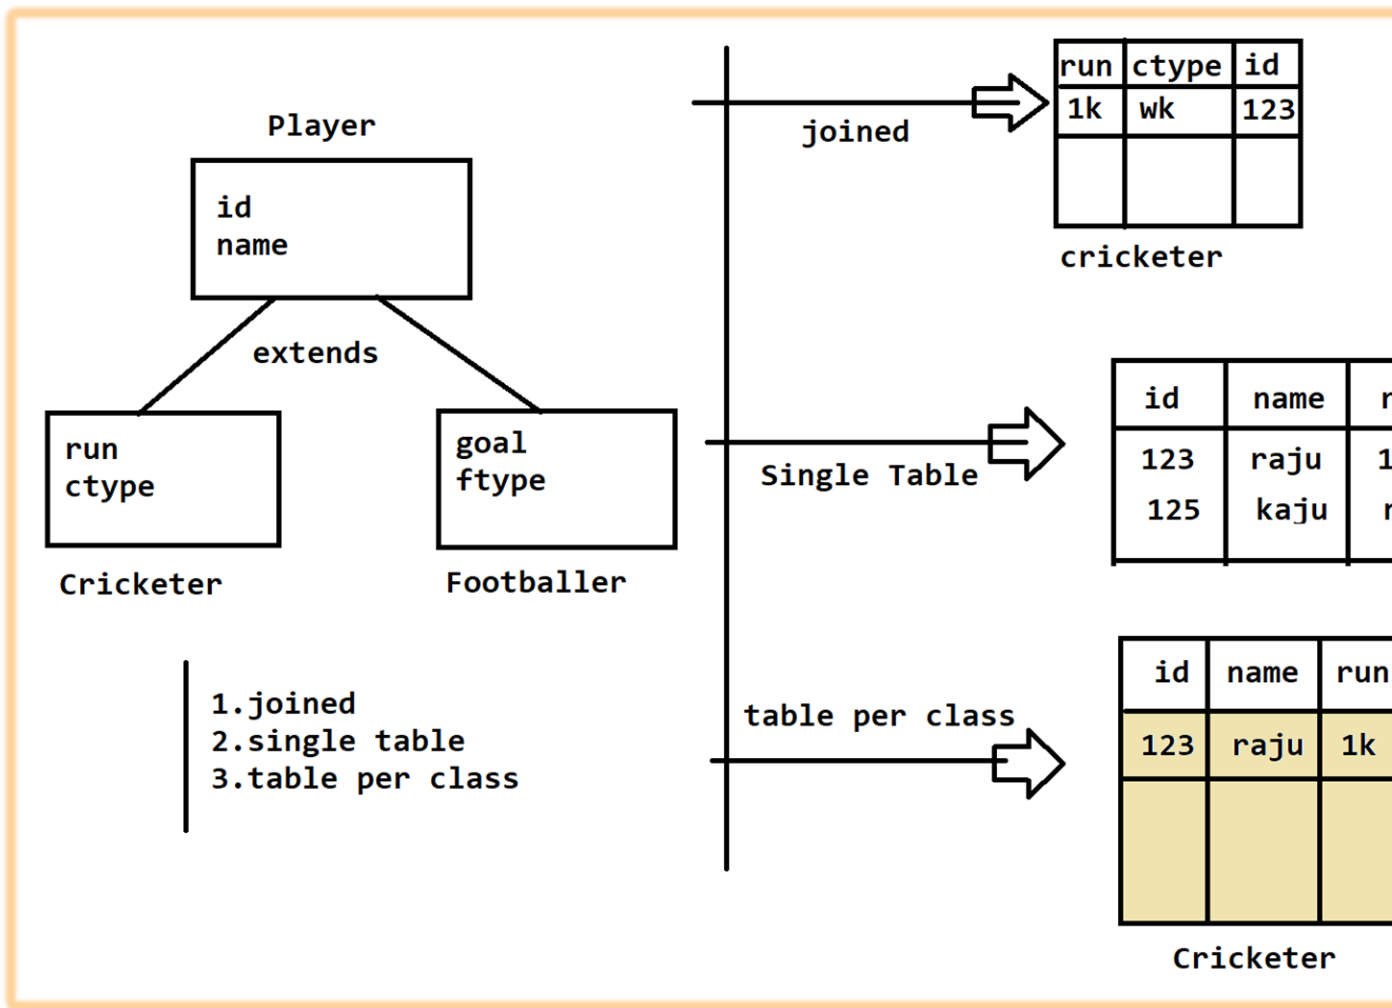 Player
id
name
extends
run
ctype
Cricketer
goal
ftype
Footballer
1.joined
2.single table
3.table per class
joined
run ctype id
1k wk 123
cricketer
Single Table
id name
123 raju
125 kaju
table per class
id name run
123 raju 1k
Cricketer